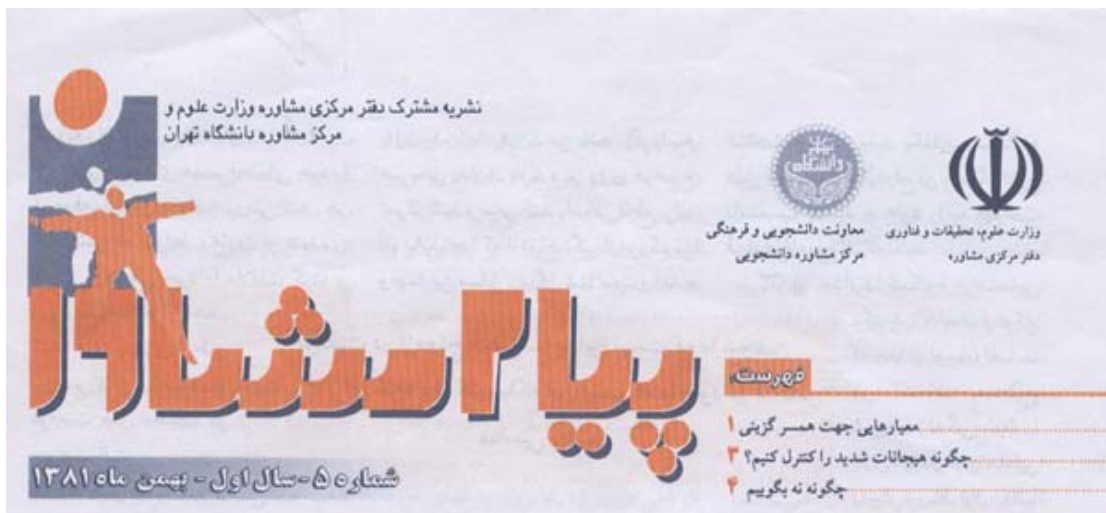 نشریه مشترک دفتر مرکزی مشاوره وزارت علوم و
مرکز مشاوره دانشگاه تهران
وزارت علوم، تحقیقات و فناوری
دفتر مرکزی مشاوره
معاونت دانشجویی و فرهنگی
مرکز مشاوره دانشجویی
پیام مشاور
شماره ۵ - سال اول - بهمن ماه ۱۳۸۱
فهرست:
معیارهایی جهت همسر گزینی ۱
چگونه هیجانات شدید را کنترل کنیم؟ ۳
چگونه نه بگوییم ۴